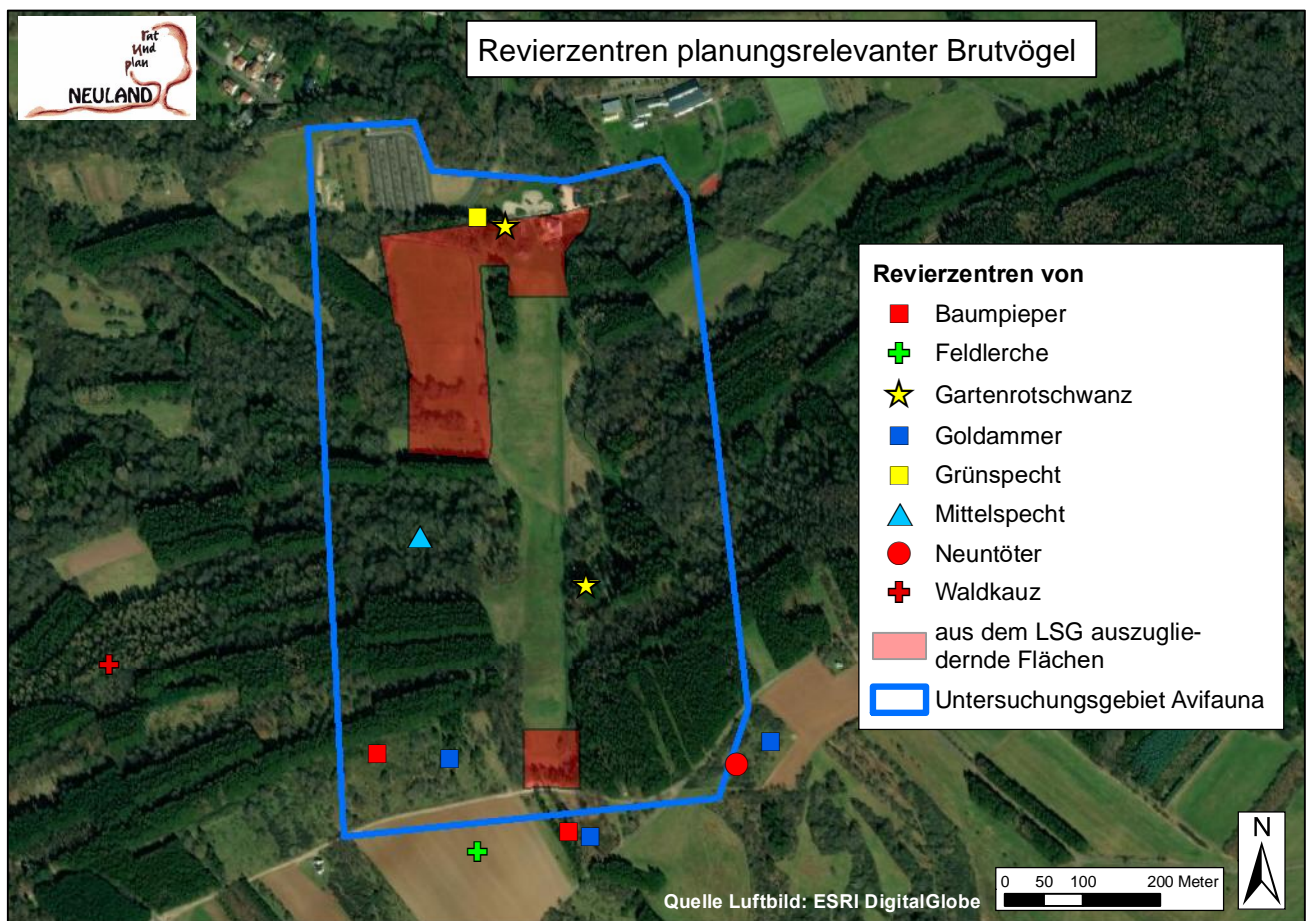 rat
und
plan
NEULAND
Revierzentren planungsrelevanter Brutvögel
Revierzentren von
Baumpieper
Feldlerche
Gartenrotschwanz
Goldammer
Grünspecht
Mittelspecht
Neuntöter
Waldkauz
aus dem LSG auszuglie-
dernde Flächen
Untersuchungsgebiet Avifauna
N
0 50 100 200 Meter
Quelle Luftbild: ESRI DigitalGlobe